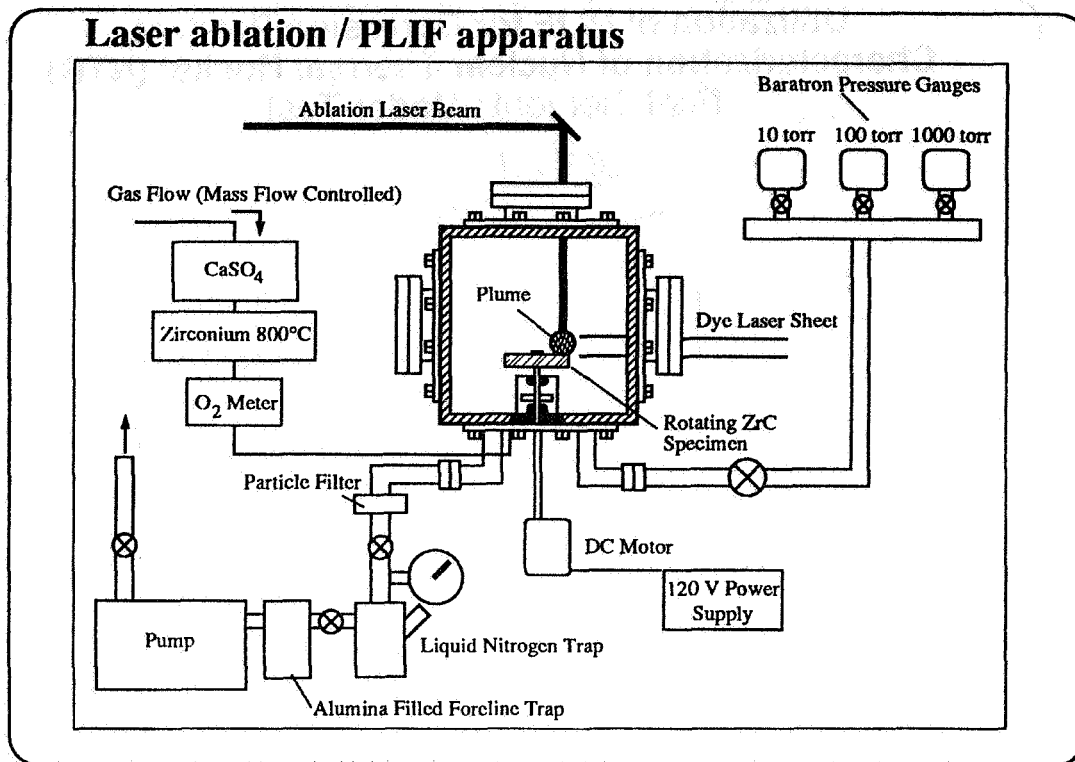 Laser ablation / PLIF apparatus
Baratron Pressure Gauges
10 torr 100 torr 1000 torr
Ablation Laser Beam
Gas Flow (Mass Flow Controlled)
CaSO4
Zirconium 800°C
O2 Meter
Plume
Dye Laser Sheet
Rotating ZrC
Specimen
Particle Filter
DC Motor
120 V Power
Supply
Pump
Liquid Nitrogen Trap
Alumina Filled Foreline Trap